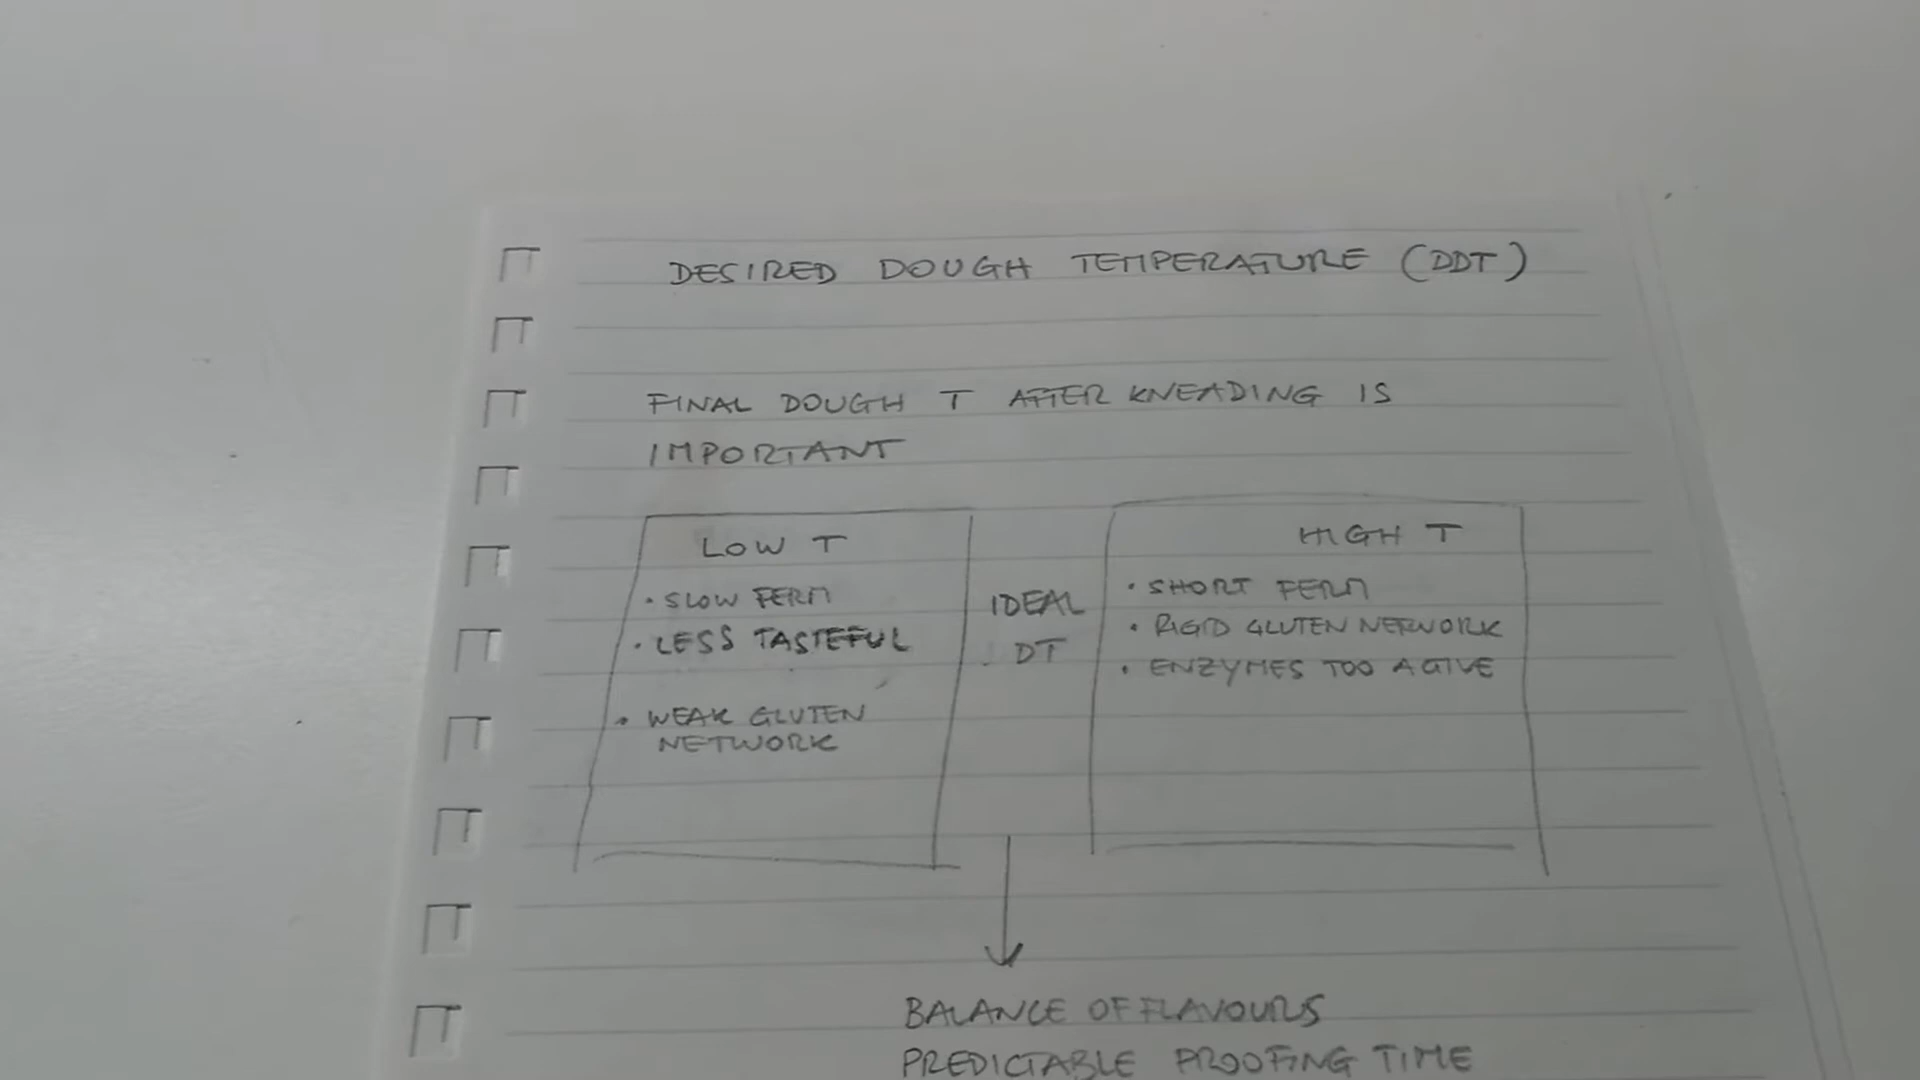 DESIRED DOUGH TEMPERATURE (DDT)
FINAL DOUGH T AFTER KNEADING IS
IMPORTANT
LOW T
• SLOW FERM
• LESS TASTEFUL
• WEAK GLUTEN
NETWORK
IDEAL
DT
HIGH T
• SHORT FERM
• RIGID GLUTEN NETWORK
• ENZYMES TOO ACTIVE
BALANCE OF FLAVOURS
PREDICTABLE PROOFING TIME